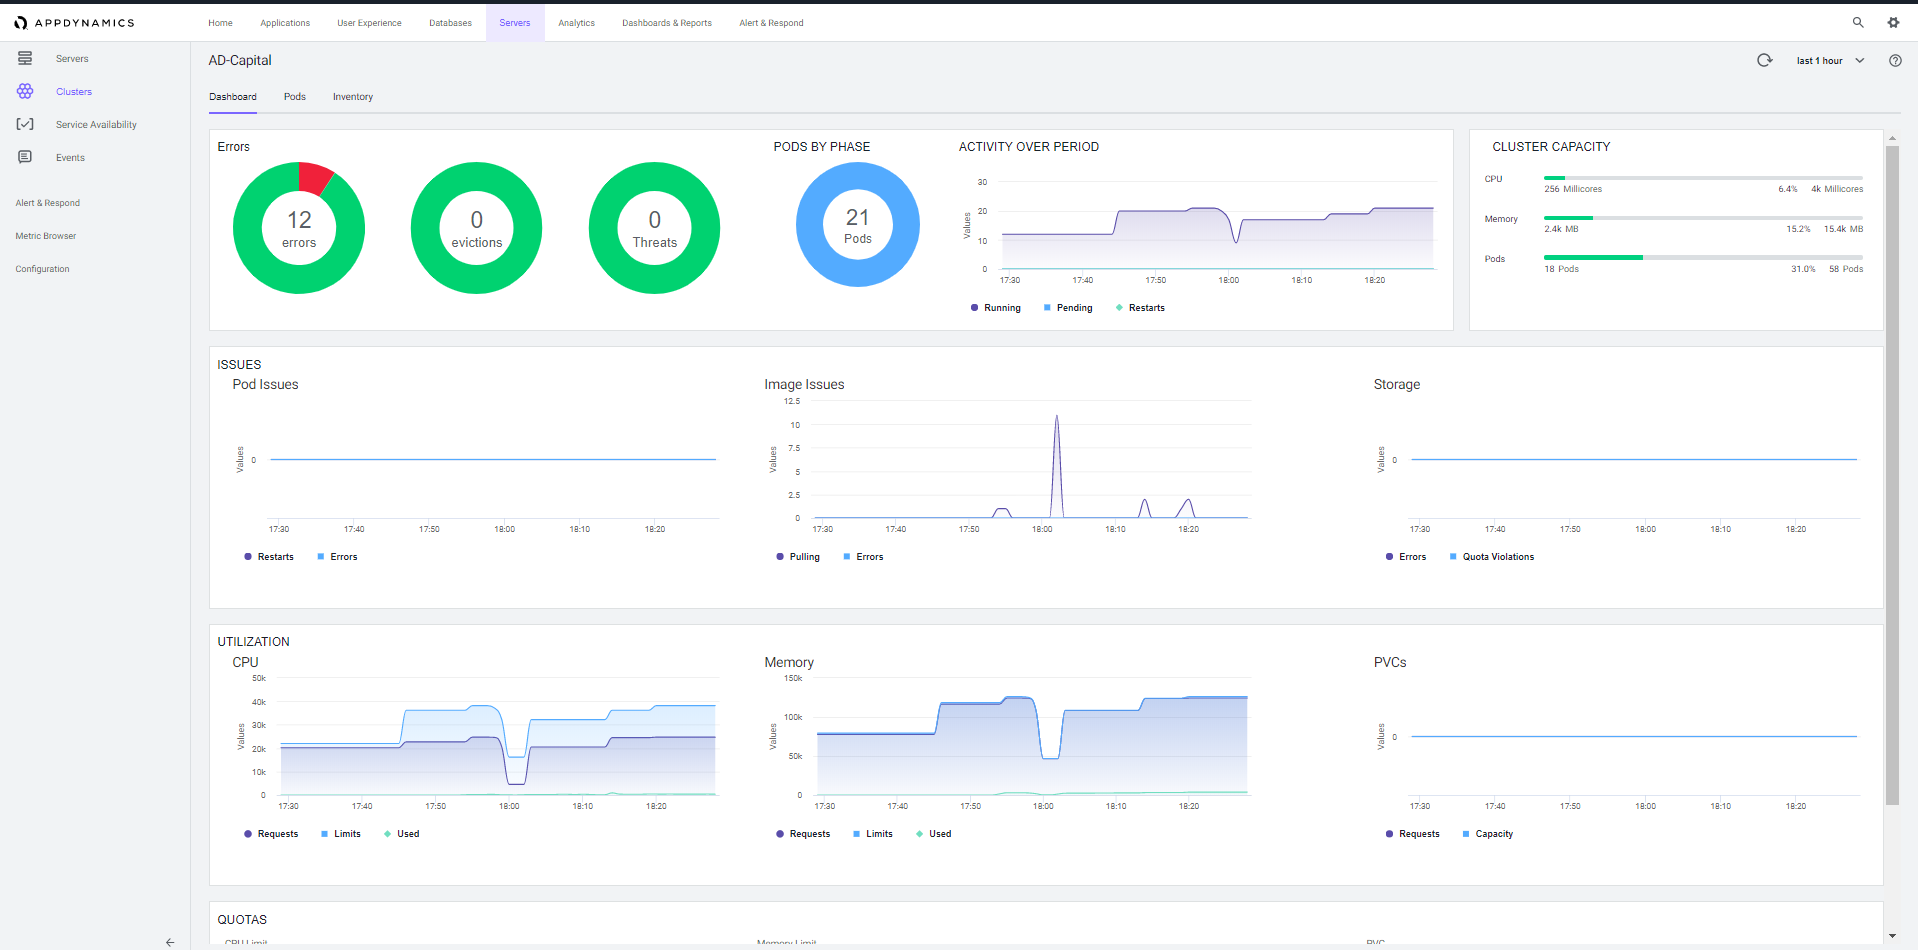 APPDYNAMICS
Home Applications User Experience Databases Servers Analytics Dashboards & Reports Alert & Respond
Servers
Clusters
Service Availability
Events
Alert & Respond
Metric Browser
Configuration
AD-Capital
last 1 hour
Dashboard Pods Inventory
Errors
12
errors
0
evictions
0
Threats
PODS BY PHASE
21
Pods
ACTIVITY OVER PERIOD
Values
30
20
10
0
17:30 17:40 17:50 18:00 18:10 18:20
Running Pending Restarts
CLUSTER CAPACITY
CPU
256 Millicores 6.4% 4k Millicores
Memory
2.4k MB 15.2% 15.4k MB
Pods
18 Pods 31.0% 58 Pods
ISSUES
Pod Issues
Values
0
17:30 17:40 17:50 18:00 18:10 18:20
Restarts Errors
Image Issues
Values
12.5
10
7.5
5
2.5
0
17:30 17:40 17:50 18:00 18:10 18:20
Pulling Errors
Storage
Values
0
17:30 17:40 17:50 18:00 18:10 18:20
Errors Quota Violations
UTILIZATION
CPU
Values
50k
40k
30k
20k
10k
0
17:30 17:40 17:50 18:00 18:10 18:20
Requests Limits Used
Memory
Values
150k
100k
50k
0
17:30 17:40 17:50 18:00 18:10 18:20
Requests Limits Used
PVCs
Values
0
17:30 17:40 17:50 18:00 18:10 18:20
Requests Capacity
QUOTAS
CPU Limit Memory Limit PVC